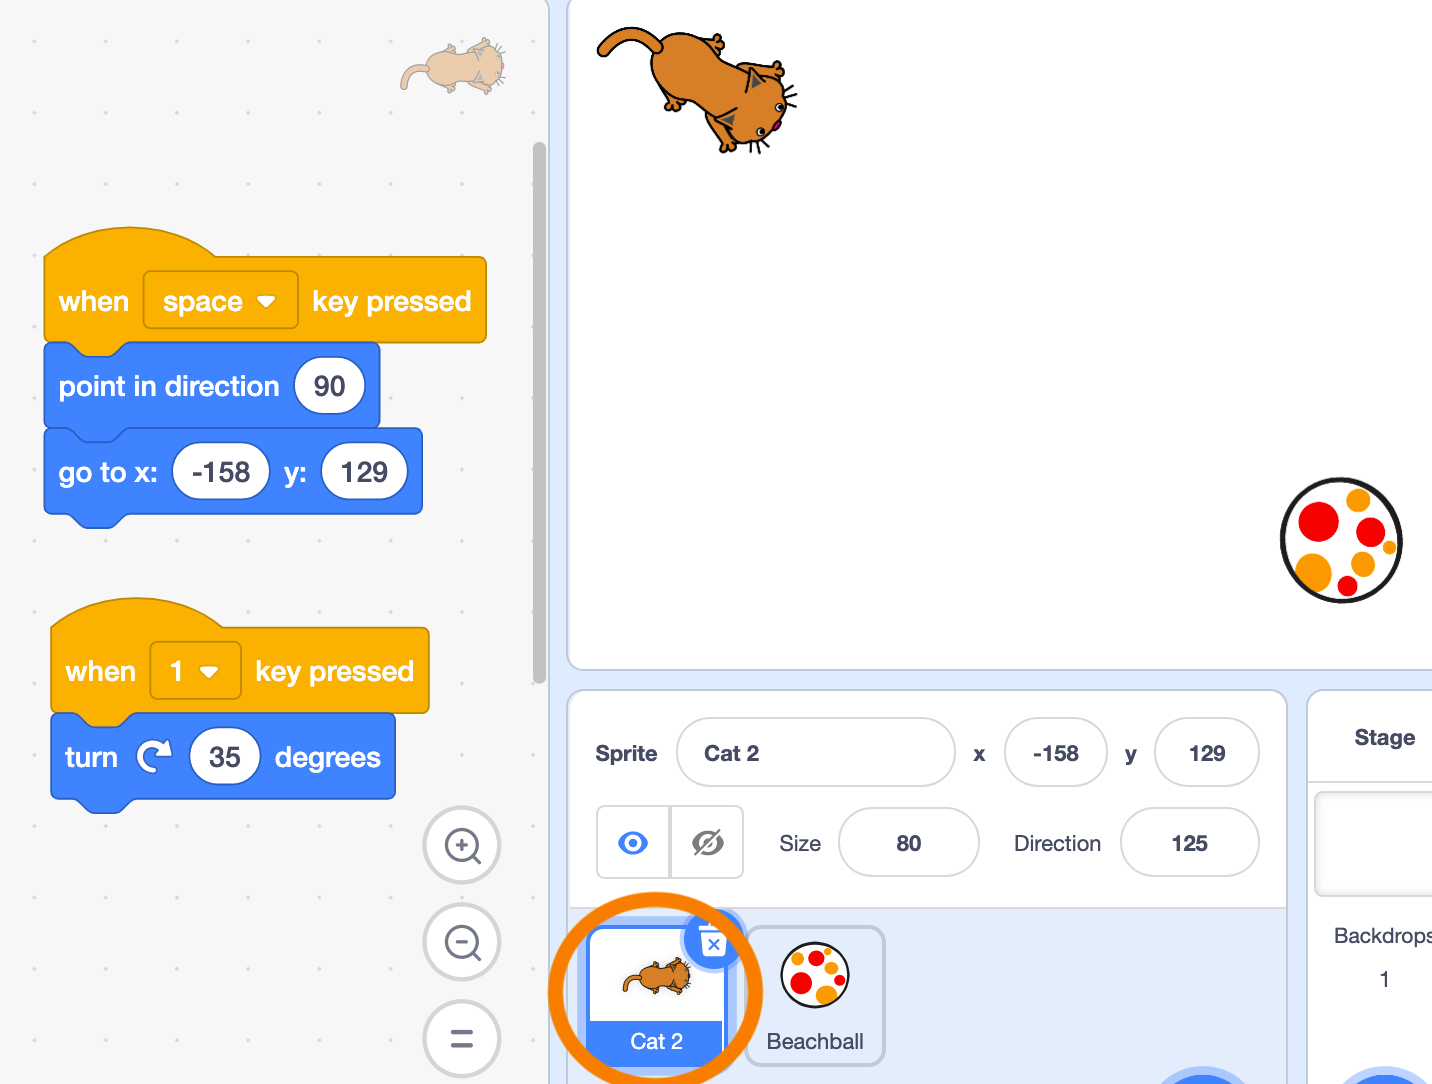 when space key pressed
point in direction 90
go to x: -158 y: 129
when 1 key pressed
turn 35 degrees
Sprite Cat 2 x -158 y 129
Size 80 Direction 125
Cat 2
Beachball
Stage
Backdrops
1